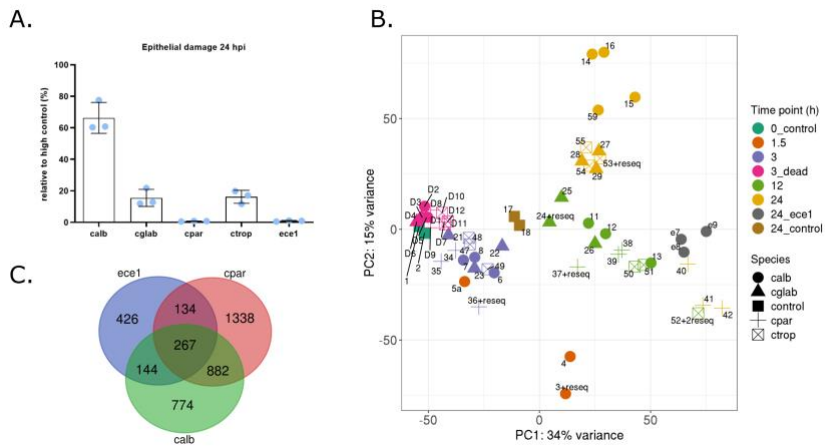 A.
Epithelial damage 24 hpi
relative to high control (%)
100
80
60
40
20
0
calb
cglab
cpar
ctrop
ece1
B.
PC2: 15% variance
50
0
-50
-50
0
50
PC1: 34% variance
16
14
15
59
55
27
28
53+reseq
54
29
25
17
24+reseq
11
18
12
26
e7
e9
e8
38
39
13
40
37+reseq
50
51
41
42
52+2reseq
D2
D3
D8
D10
D4
D1
D12
D11
D5
D9
D7
21
48
34
47
8
22
1
2
35
7
23
49
6
5a
36+reseq
4
3+reseq
Time point (h)
0_control
1.5
3
3_dead
12
24
24_ece1
24_control
Species
calb
cglab
control
cpar
ctrop
C.
ece1
cpar
426
134
1338
267
144
882
774
calb